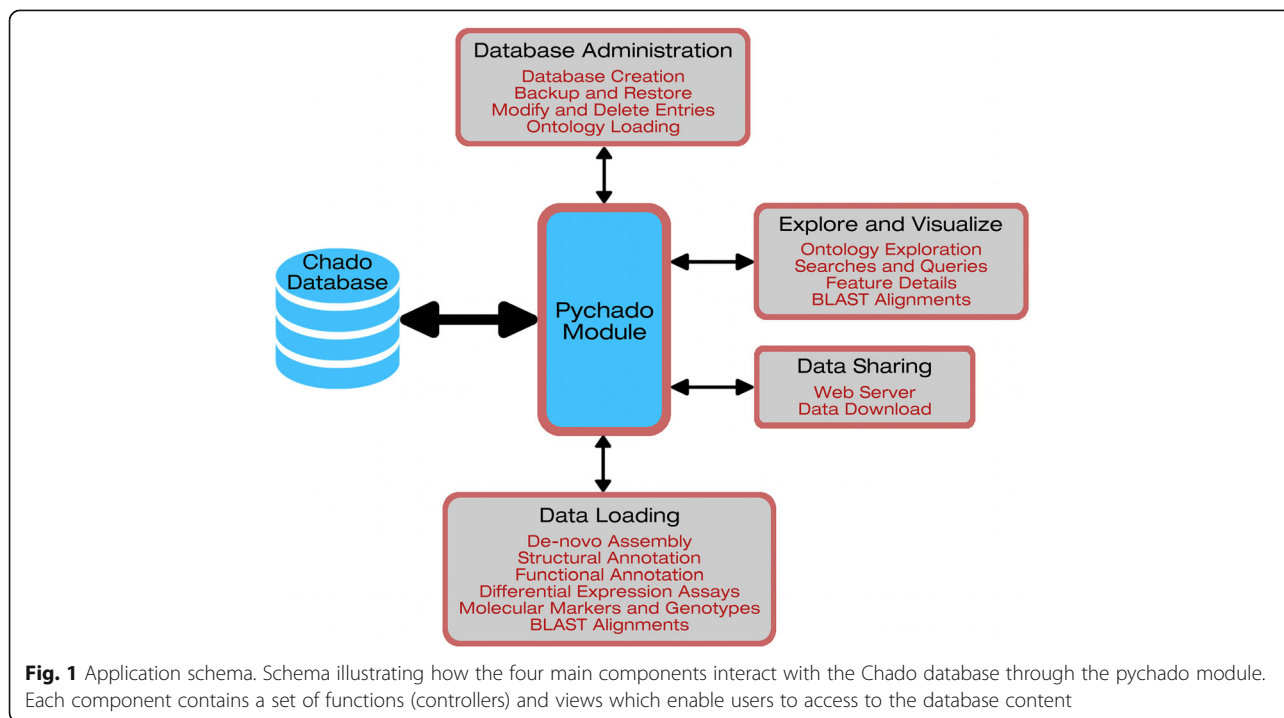 Database Administration
Database Creation
Backup and Restore
Modify and Delete Entries
Ontology Loading
Chado
Database
Pychado
Module
Explore and Visualize
Ontology Exploration
Searches and Queries
Feature Details
BLAST Alignments
Data Sharing
Web Server
Data Download
Data Loading
De-novo Assembly
Structural Annotation
Functional Annotation
Differential Expression Assays
Molecular Markers and Genotypes
BLAST Alignments
Fig. 1 Application schema. Schema illustrating how the four main components interact with the Chado database through the pychado module.
Each component contains a set of functions (controllers) and views which enable users to access to the database content